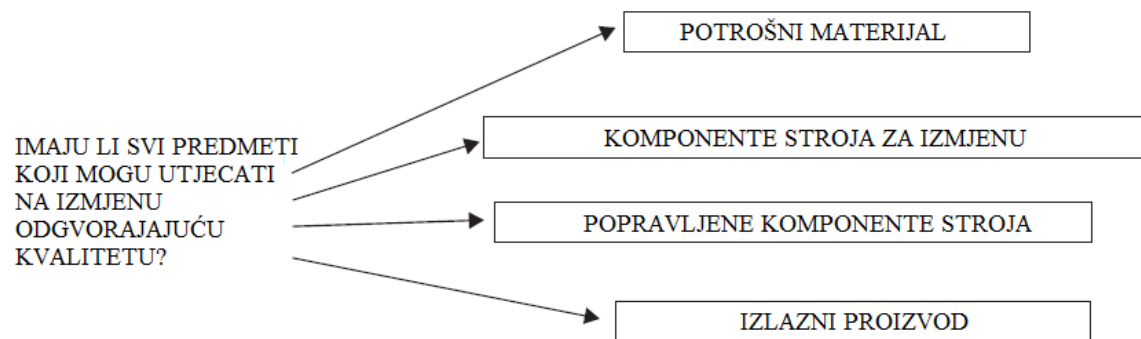 IMAJU LI SVI PREDMETI
KOJI MOGU UTJECATI
NA IZMJENU
ODGVORAJAJUĆU
KVALITETU?
POTROŠNI MATERIJAL
KOMPONENTE STROJA ZA IZMJENU
POPRAVLJENE KOMPONENTE STROJA
IZLAZNI PROIZVOD